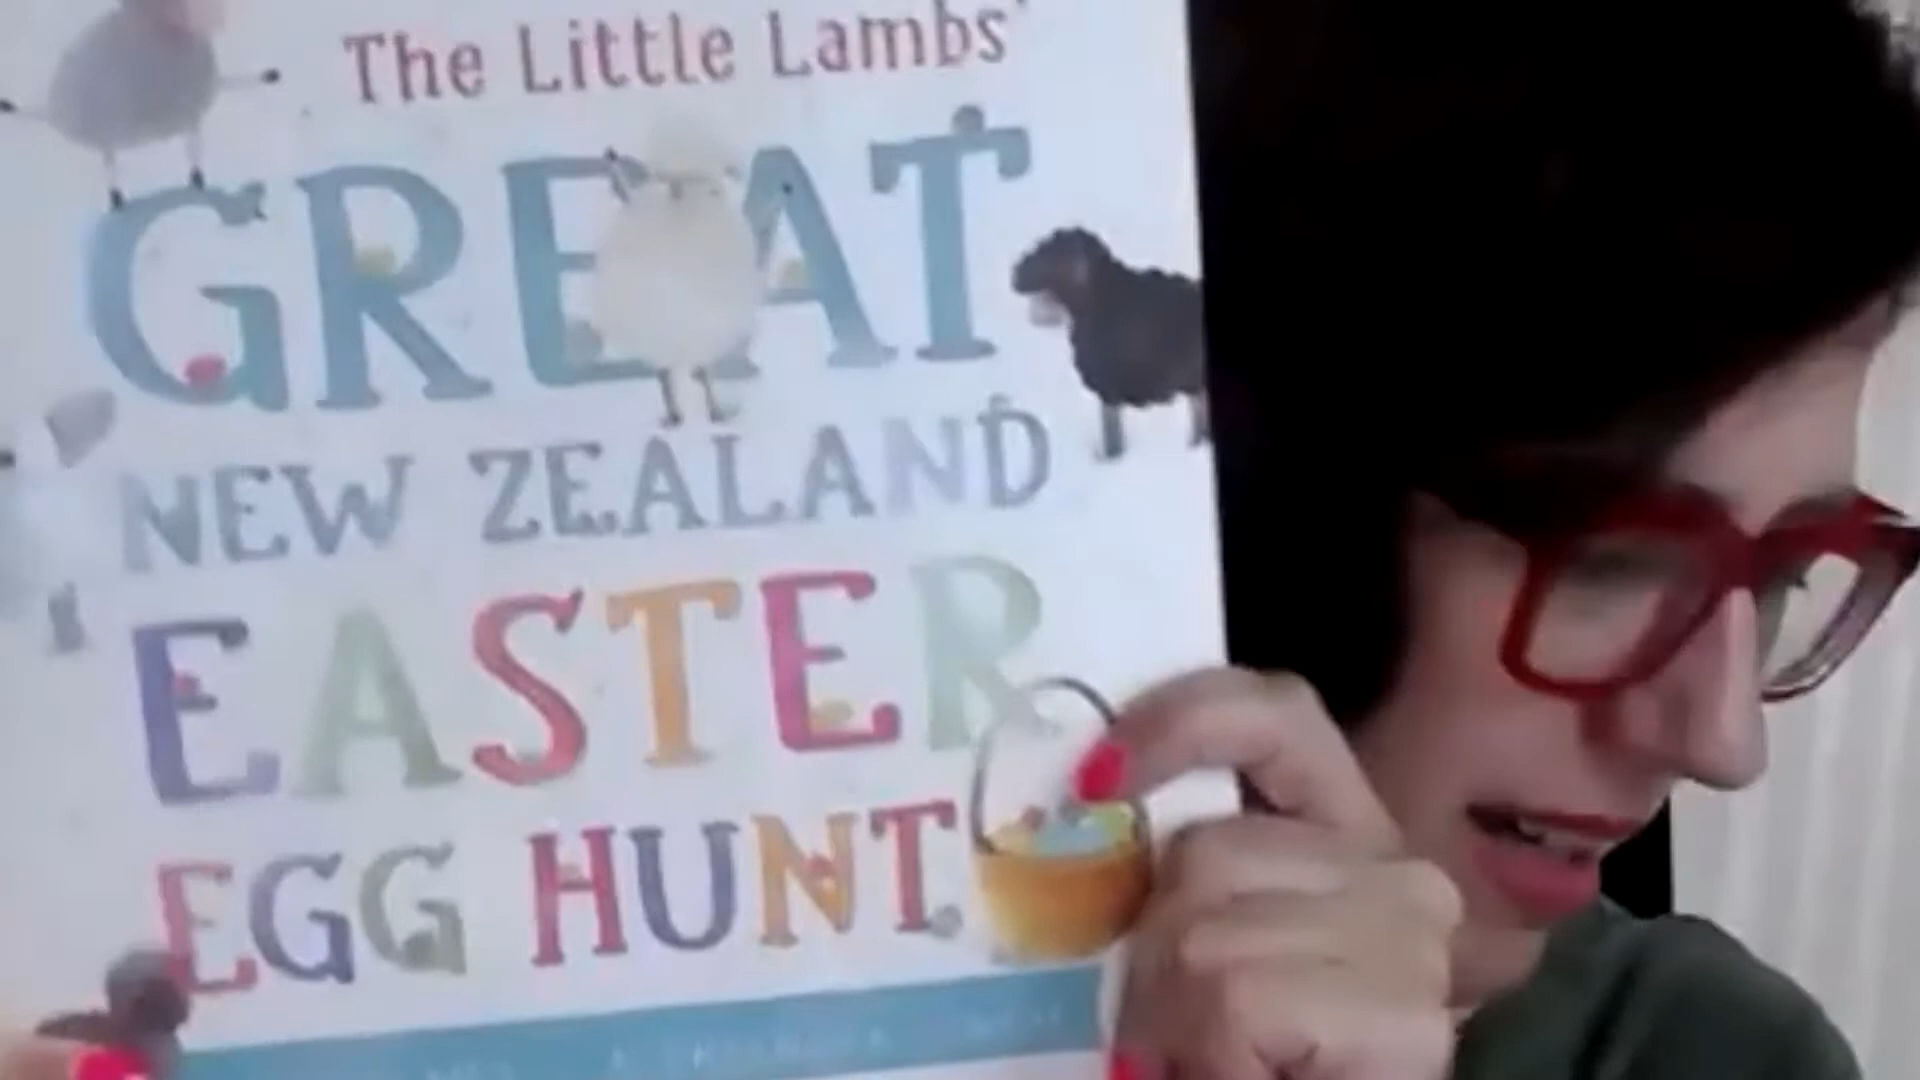 The Little Lambs'
GREAT
NEW ZEALAND
EASTER
EGG HUNT